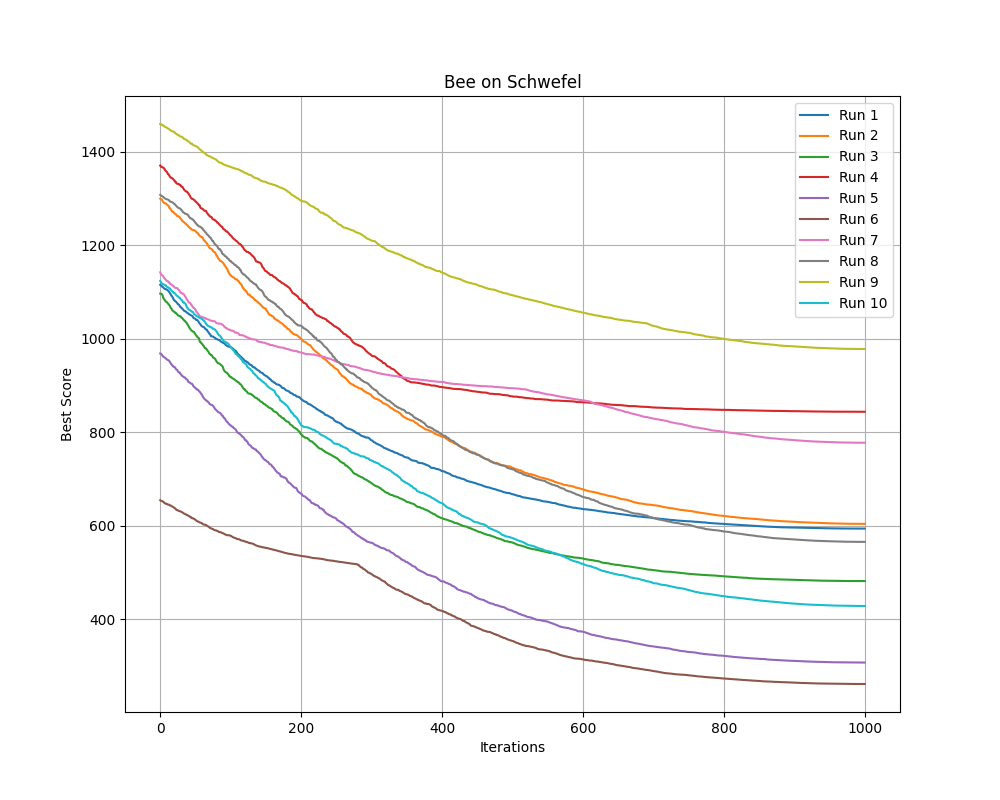 Bee on Schwefel
Best Score
1400
1200
1000
800
600
400
0 200 400 600 800 1000
Iterations
Run 1
Run 2
Run 3
Run 4
Run 5
Run 6
Run 7
Run 8
Run 9
Run 10